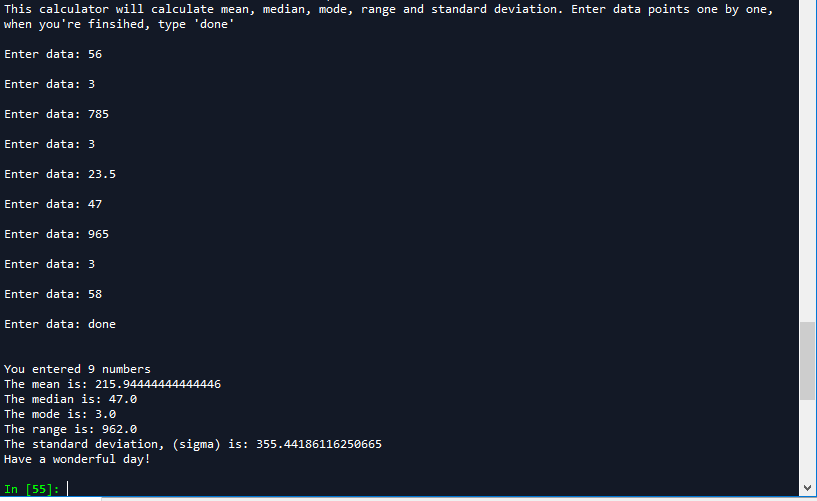 This calculator will calculate mean, median, mode, range and standard deviation. Enter data points one by one,
when you're finsihed, type 'done'
Enter data: 56
Enter data: 3
Enter data: 785
Enter data: 3
Enter data: 23.5
Enter data: 47
Enter data: 965
Enter data: 3
Enter data: 58
Enter data: done
You entered 9 numbers
The mean is: 215.94444444444446
The median is: 47.0
The mode is: 3.0
The range is: 962.0
The standard deviation, (sigma) is: 355.44186116250665
Have a wonderful day!
In [55]: